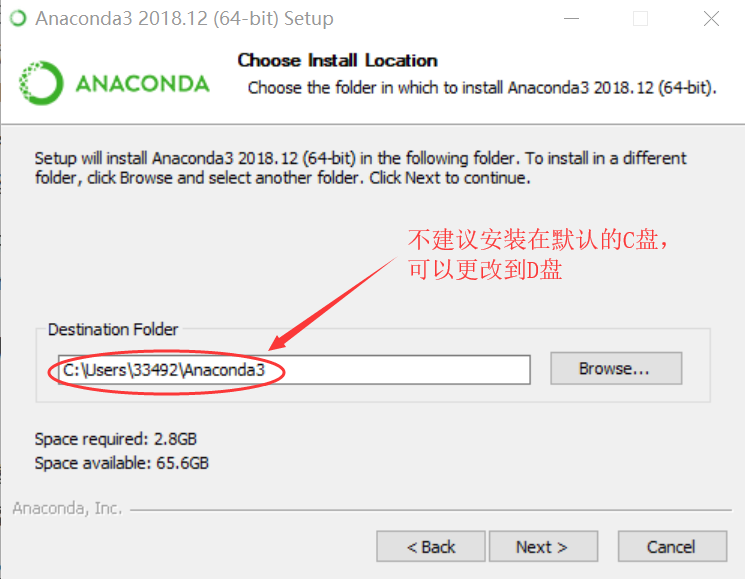 Anaconda3 2018.12 (64-bit) Setup
ANACONDA
Choose Install Location
Choose the folder in which to install Anaconda3 2018.12 (64-bit).
Setup will install Anaconda3 2018.12 (64-bit) in the following folder. To install in a different
folder, click Browse and select another folder. Click Next to continue.
不建议安装在默认的C盘，
可以更改到D盘
Destination Folder
C:\Users\33492\Anaconda3
Browse...
Space required: 2.8GB
Space available: 65.6GB
Anaconda, Inc.
< Back
Next >
Cancel